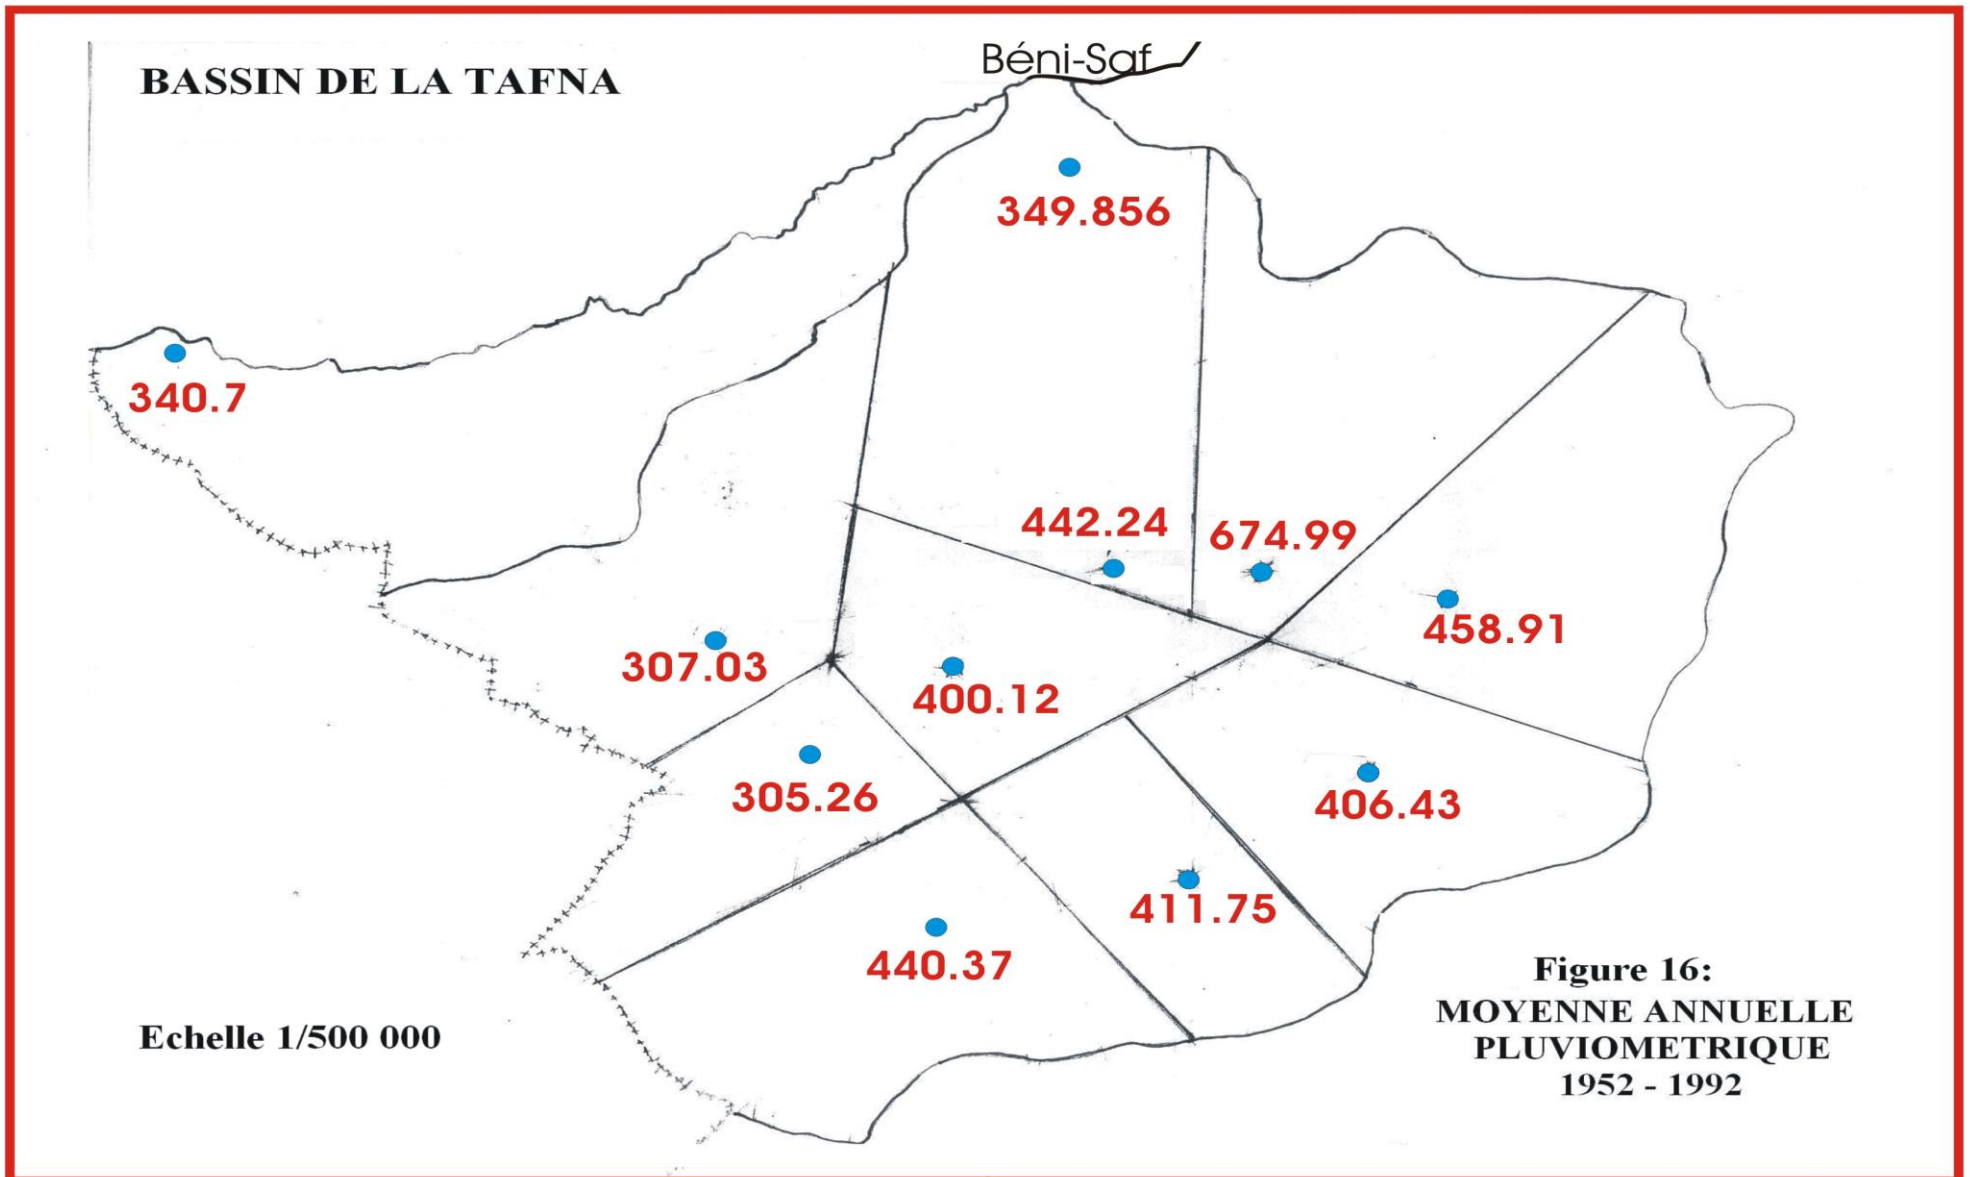 Béni-Saf
BASSIN DE LA TAFNA
349.856
340.7
442.24
674.99
458.91
307.03
400.12
305.26
406.43
411.75
440.37
Echelle 1/500 000
Figure 16:
MOYENNE ANNUELLE
PLUVIOMETRIQUE
1952 - 1992